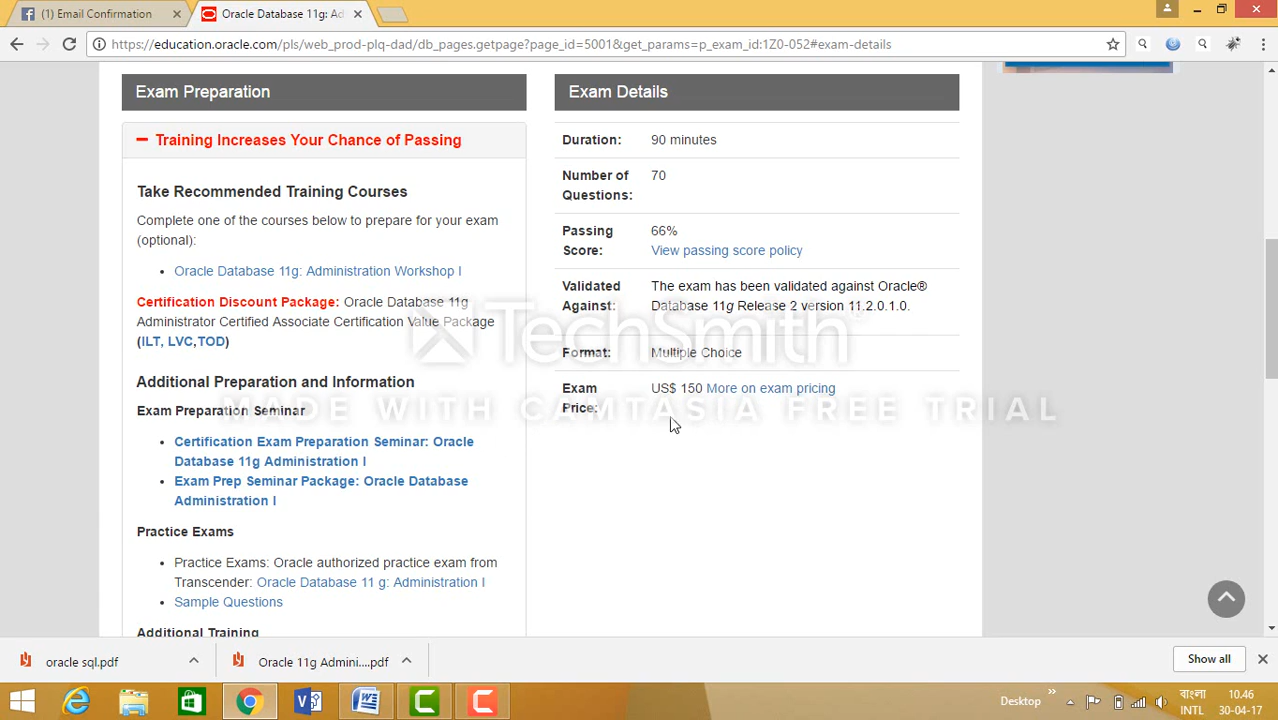 (1) Email Confirmation
Oracle Database 11g: Ad
https://education.oracle.com/pls/web_prod-plq-dad/db_pages.getpage?page_id=5001&get_params=p_exam_id:1Z0-052#exam-details
Exam Preparation
Training Increases Your Chance of Passing
Take Recommended Training Courses
Complete one of the courses below to prepare for your exam
(optional):
• Oracle Database 11g: Administration Workshop I
Certification Discount Package: Oracle Database 11g
Administrator Certified Associate Certification Value Package
(ILT, LVC,TOD)
Additional Preparation and Information
Exam Preparation Seminar
• Certification Exam Preparation Seminar: Oracle
Database 11g Administration I
• Exam Prep Seminar Package: Oracle Database
Administration I
Practice Exams
• Practice Exams: Oracle authorized practice exam from
Transcender: Oracle Database 11 g: Administration I
• Sample Questions
Additional Training
Exam Details
Duration: 90 minutes
Number of 70
Questions:
Passing 66%
Score: View passing score policy
Validated The exam has been validated against Oracle®
Against: Database 11g Release 2 version 11.2.0.1.0.
Format: Multiple Choice
Exam US$ 150 More on exam pricing
Price:
TechSmith
MADE WITH CAMTASIA FREE TRIAL
oracle sql.pdf
Oracle 11g Admini....pdf
Show all
Desktop
বাংলা
INTL
10.46
30-04-17